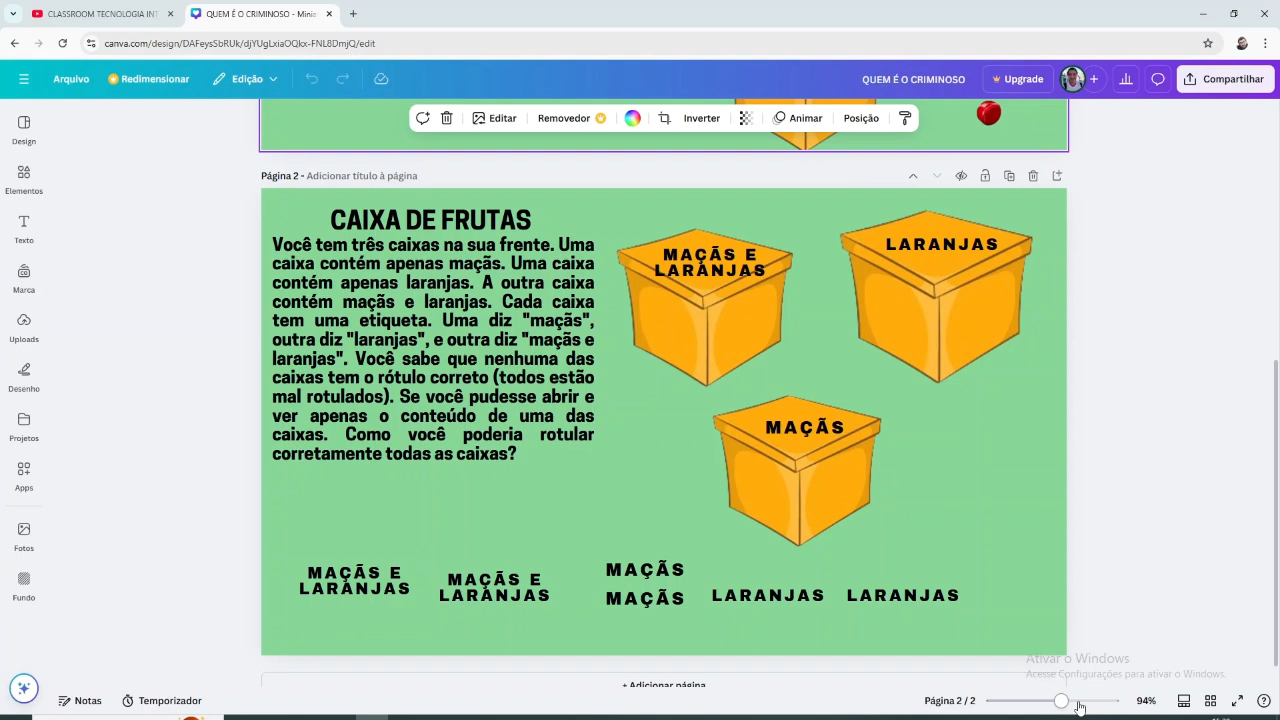 CLASSROOM TECNOLOGIA INT
QUEM É O CRIMINOSO - Minis
canva.com/design/DAFeysSbRUk/djYUgLxiaOQkx-FNL8DmjQ/edit
Arquivo
Redimensionar
Edição
QUEM É O CRIMINOSO
Upgrade
Compartilhar
Editar
Removedor
Inverter
Animar
Posição
Design
Elementos
Texto
Marca
Uploads
Desenho
Projetos
Apps
Fotos
Fundo
Página 2 - Adicionar título à página
CAIXA DE FRUTAS
Você tem três caixas na sua frente. Uma
caixa contém apenas maçãs. Uma caixa
contém apenas laranjas. A outra caixa
contém maçãs e laranjas. Cada caixa
tem uma etiqueta. Uma diz "maçãs",
outra diz "laranjas", e outra diz "maçãs e
laranjas". Você sabe que nenhuma das
caixas tem o rótulo correto (todos estão
mal rotulados). Se você pudesse abrir e
ver apenas o conteúdo de uma das
caixas. Como você poderia rotular
corretamente todas as caixas?
MAÇÃS E
LARANJAS
LARANJAS
MAÇÃS
MAÇÃS E
LARANJAS
MAÇÃS E
LARANJAS
MAÇÃS
MAÇÃS
LARANJAS
LARANJAS
Ativar o Windows
Acesse Configurações para ativar o Windows.
+ Adicionar página
Notas
Temporizador
Página 2 / 2
94%